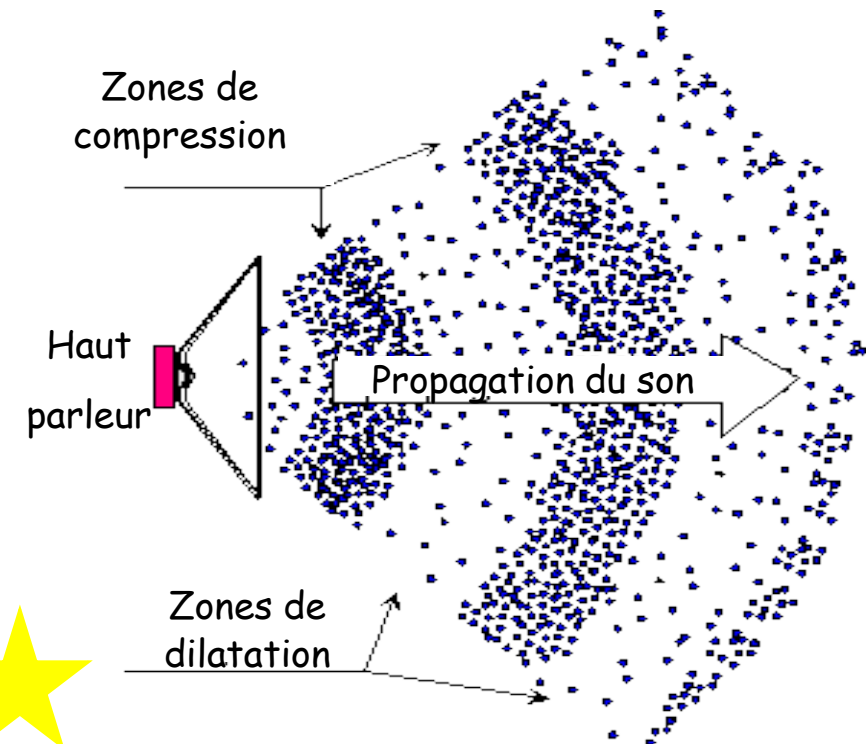 Zones de
compression
Haut
parleur
Propagation du son
Zones de
dilatation